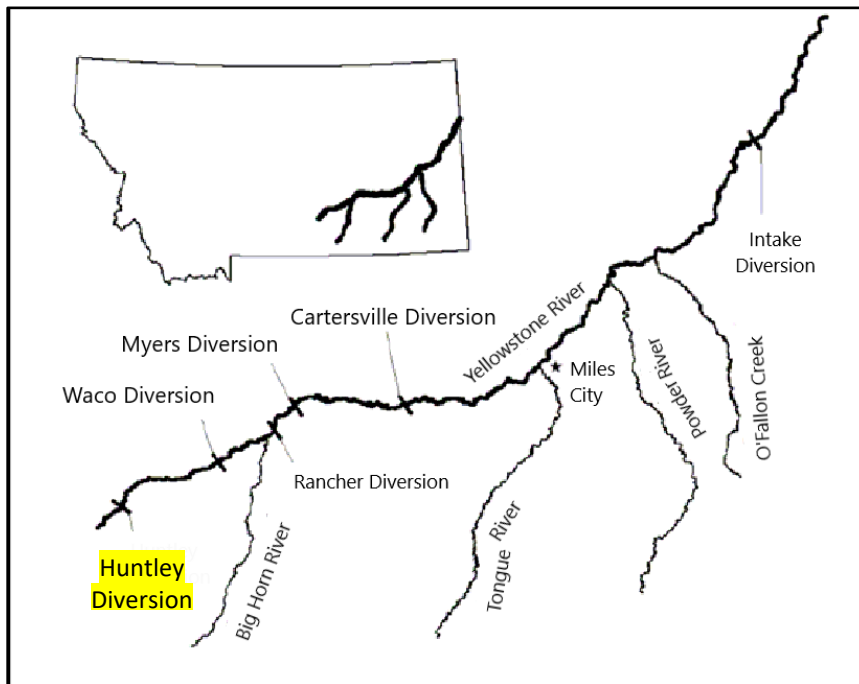 Intake
Diversion
Yellowstone River
Cartersville Diversion
Myers Diversion
Miles
City
Waco Diversion
Powder River
O'Fallon Creek
Rancher Diversion
Huntley
Diversion
Big Horn River
Tongue River